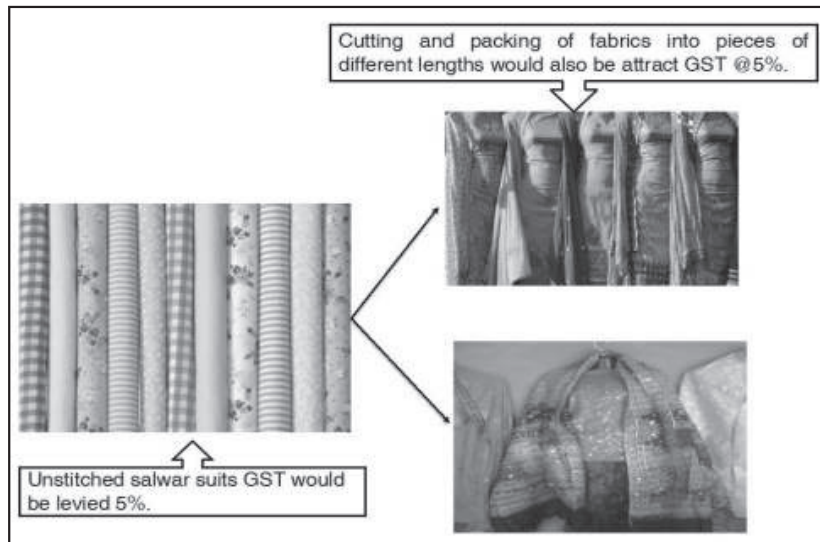 Cutting and packing of fabrics into pieces of
different lengths would also be attract GST @5%.
Unstitched salwar suits GST would
be levied 5%.